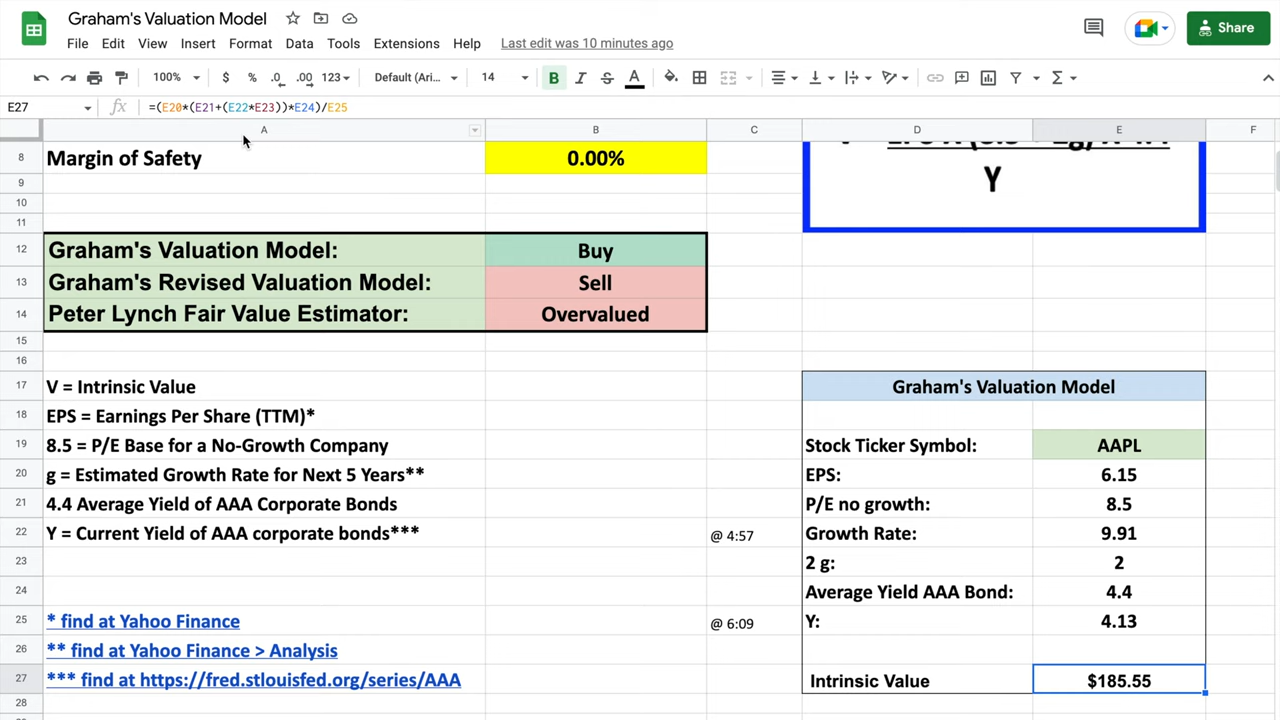 Graham's Valuation Model
File Edit View Insert Format Data Tools Extensions Help Last edit was 10 minutes ago
Share
100% $ % .0 .00 123 Default (Ari... 14 B I S A
E27 fx =(E20*(E21+(E22*E23))*E24)/E25
A B C D E F
8 Margin of Safety 0.00%
9 Y
10
11
12 Graham's Valuation Model: Buy
13 Graham's Revised Valuation Model: Sell
14 Peter Lynch Fair Value Estimator: Overvalued
15
16
17 V = Intrinsic Value Graham's Valuation Model
18 EPS = Earnings Per Share (TTM)*
19 8.5 = P/E Base for a No-Growth Company Stock Ticker Symbol: AAPL
20 g = Estimated Growth Rate for Next 5 Years** EPS: 6.15
21 4.4 Average Yield of AAA Corporate Bonds P/E no growth: 8.5
22 Y = Current Yield of AAA corporate bonds*** @ 4:57 Growth Rate: 9.91
23 2 g: 2
24 Average Yield AAA Bond: 4.4
25 * find at Yahoo Finance @ 6:09 Y: 4.13
26 ** find at Yahoo Finance > Analysis
27 *** find at https://fred.stlouisfed.org/series/AAA Intrinsic Value $185.55
28